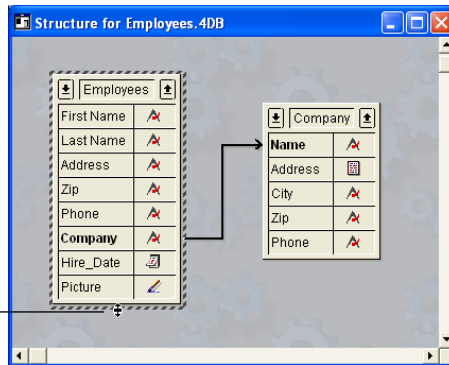 Structure for Employees.4DB
Employees
First Name
Last Name
Address
Zip
Phone
Company
Hire_Date
Picture
Company
Name
Address
City
Zip
Phone